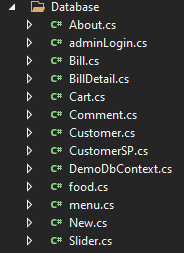 Database
C# About.cs
C# adminLogin.cs
C# Bill.cs
C# BillDetail.cs
C# Cart.cs
C# Comment.cs
C# Customer.cs
C# CustomerSP.cs
C# DemoDbContext.cs
C# food.cs
C# menu.cs
C# New.cs
C# Slider.cs